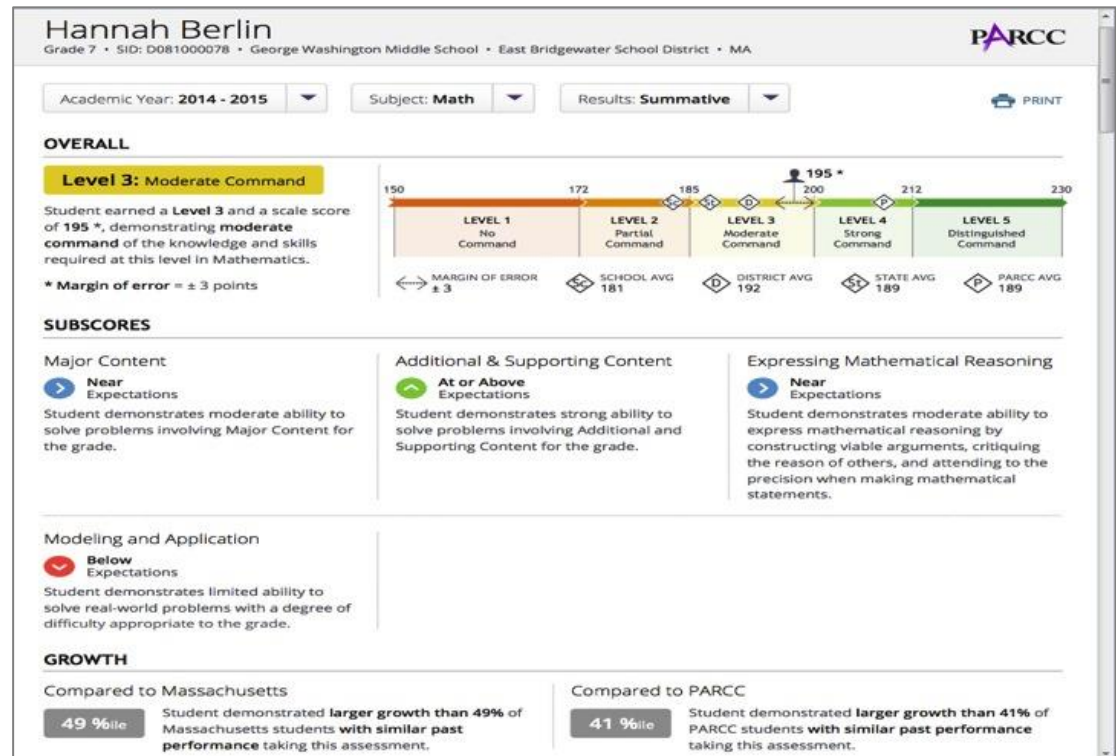 Hannah Berlin
Grade 7 • SID: D081000078 • George Washington Middle School • East Bridgewater School District • MA
PARCC
Academic Year: 2014 - 2015
Subject: Math
Results: Summative
PRINT
OVERALL
Level 3: Moderate Command
Student earned a Level 3 and a scale score
of 195 *, demonstrating moderate
command of the knowledge and skills
required at this level in Mathematics.
* Margin of error = ± 3 points
195 *
150 172 185 200 212 230
Sc St D P
LEVEL 1
No
Command
LEVEL 2
Partial
Command
LEVEL 3
Moderate
Command
LEVEL 4
Strong
Command
LEVEL 5
Distinguished
Command
MARGIN OF ERROR
± 3
Sc SCHOOL AVG
181
D DISTRICT AVG
192
St STATE AVG
189
P PARCC AVG
189
SUBSCORES
Major Content
Near
Expectations
Student demonstrates moderate ability to
solve problems involving Major Content for
the grade.
Additional & Supporting Content
At or Above
Expectations
Student demonstrates strong ability to
solve problems involving Additional and
Supporting Content for the grade.
Expressing Mathematical Reasoning
Near
Expectations
Student demonstrates moderate ability to
express mathematical reasoning by
constructing viable arguments, critiquing
the reason of others, and attending to the
precision when making mathematical
statements.
Modeling and Application
Below
Expectations
Student demonstrates limited ability to
solve real-world problems with a degree of
difficulty appropriate to the grade.
GROWTH
Compared to Massachusetts
49 %ile
Student demonstrated larger growth than 49% of
Massachusetts students with similar past
performance taking this assessment.
Compared to PARCC
41 %ile
Student demonstrated larger growth than 41% of
PARCC students with similar past performance
taking this assessment.